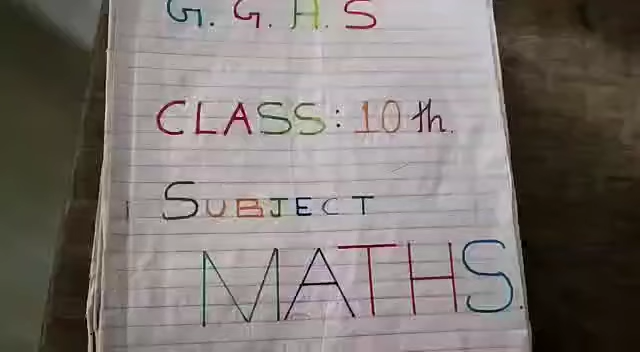 G. G. H. S
CLASS: 10th.
SUBJECT
MATHS.